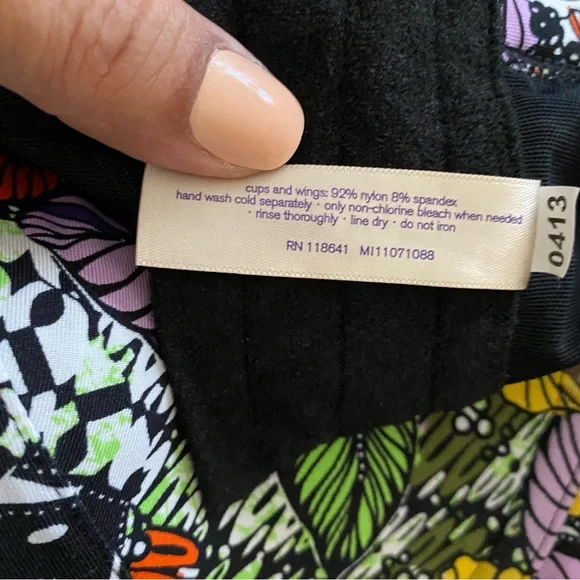 cups and wings: 92% nylon 8% spandex
hand wash cold separately · only non-chlorine bleach when needed
· rinse thoroughly · line dry · do not iron
RN 118641 MI11071088
0413